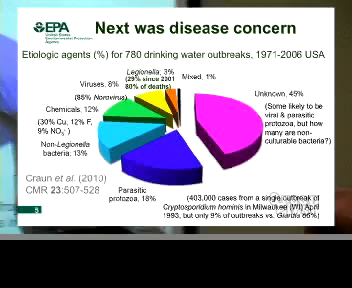 EPA
United States
Environmental Protection
Agency
Next was disease concern
Etiologic agents (%) for 780 drinking water outbreaks, 1971-2006 USA
Legionella; 3%
(29% since 2001
80% of deaths)
Mixed, 1%
Viruses, 8%
(85% Norovirus)
Unknown, 45%
(Some likely to be
viral & parasitic
protozoa, but how
many are non-
culturable bacteria?)
Chemicals, 12%
(30% Cu, 12% F,
9% NO3-)
Non-Legionella
bacteria; 13%
Parasitic
protozoa, 18%
Craun et al. (2010)
CMR 23:507-528
(403,000 cases from a single outbreak of
Cryptosporidium hominis in Milwaukee (WI) April
1993, but only 9% of outbreaks vs. Giardia 86%)
5